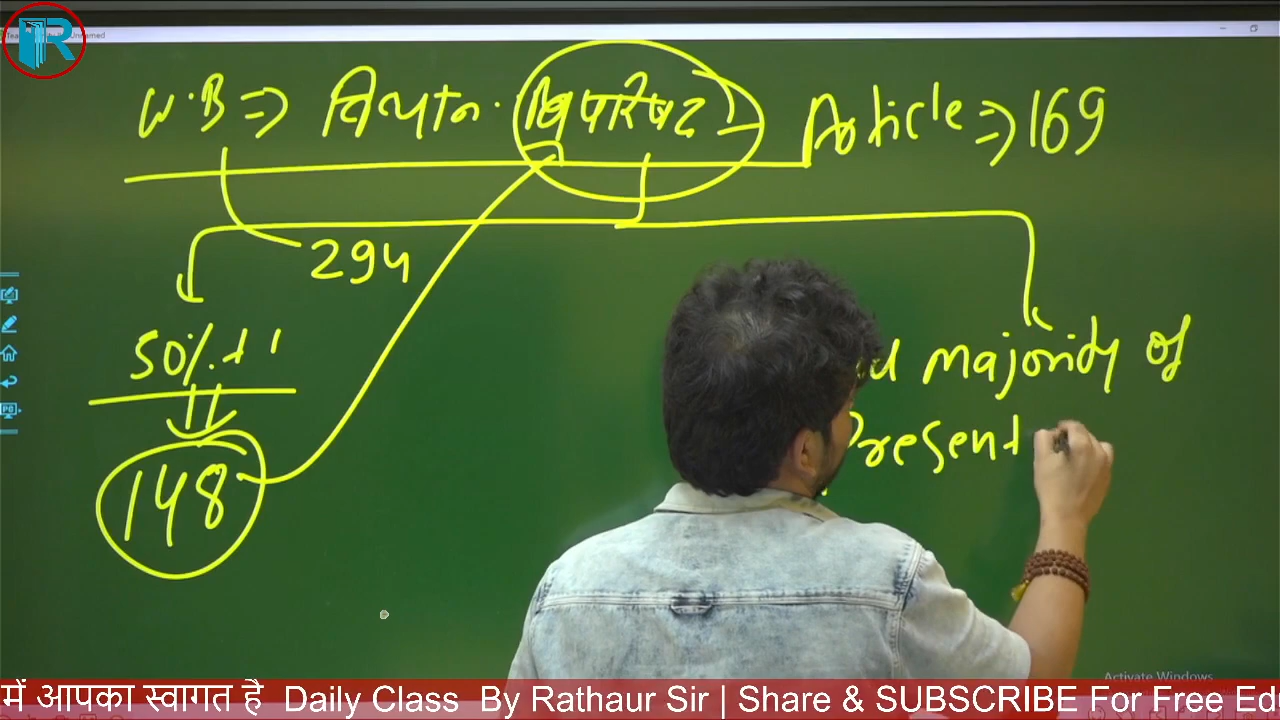 W.B => विधान. परिषद Article => 169
294
50%.+1
148
majority of
Present
में आपका स्वागत है Daily Class By Rathaur Sir | Share & SUBSCRIBE For Free Ed
Activate Windows